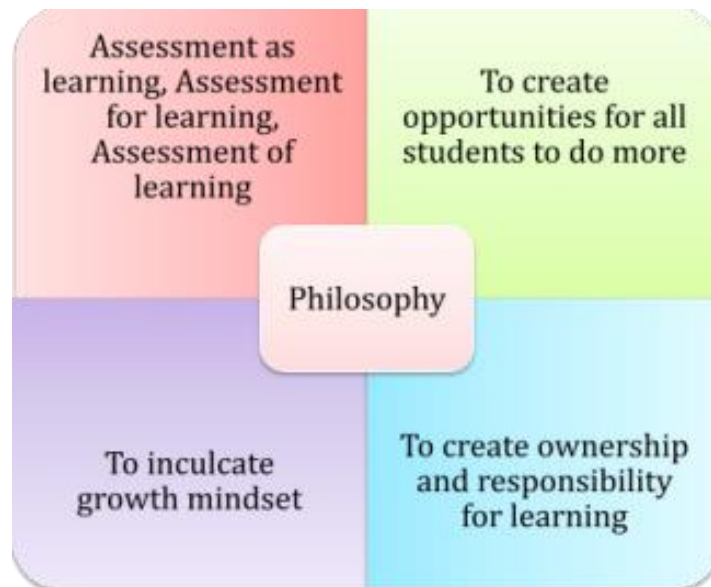 Assessment as
learning, Assessment
for learning,
Assessment of
learning
To create
opportunities for all
students to do more
Philosophy
To inculcate
growth mindset
To create ownership
and responsibility
for learning